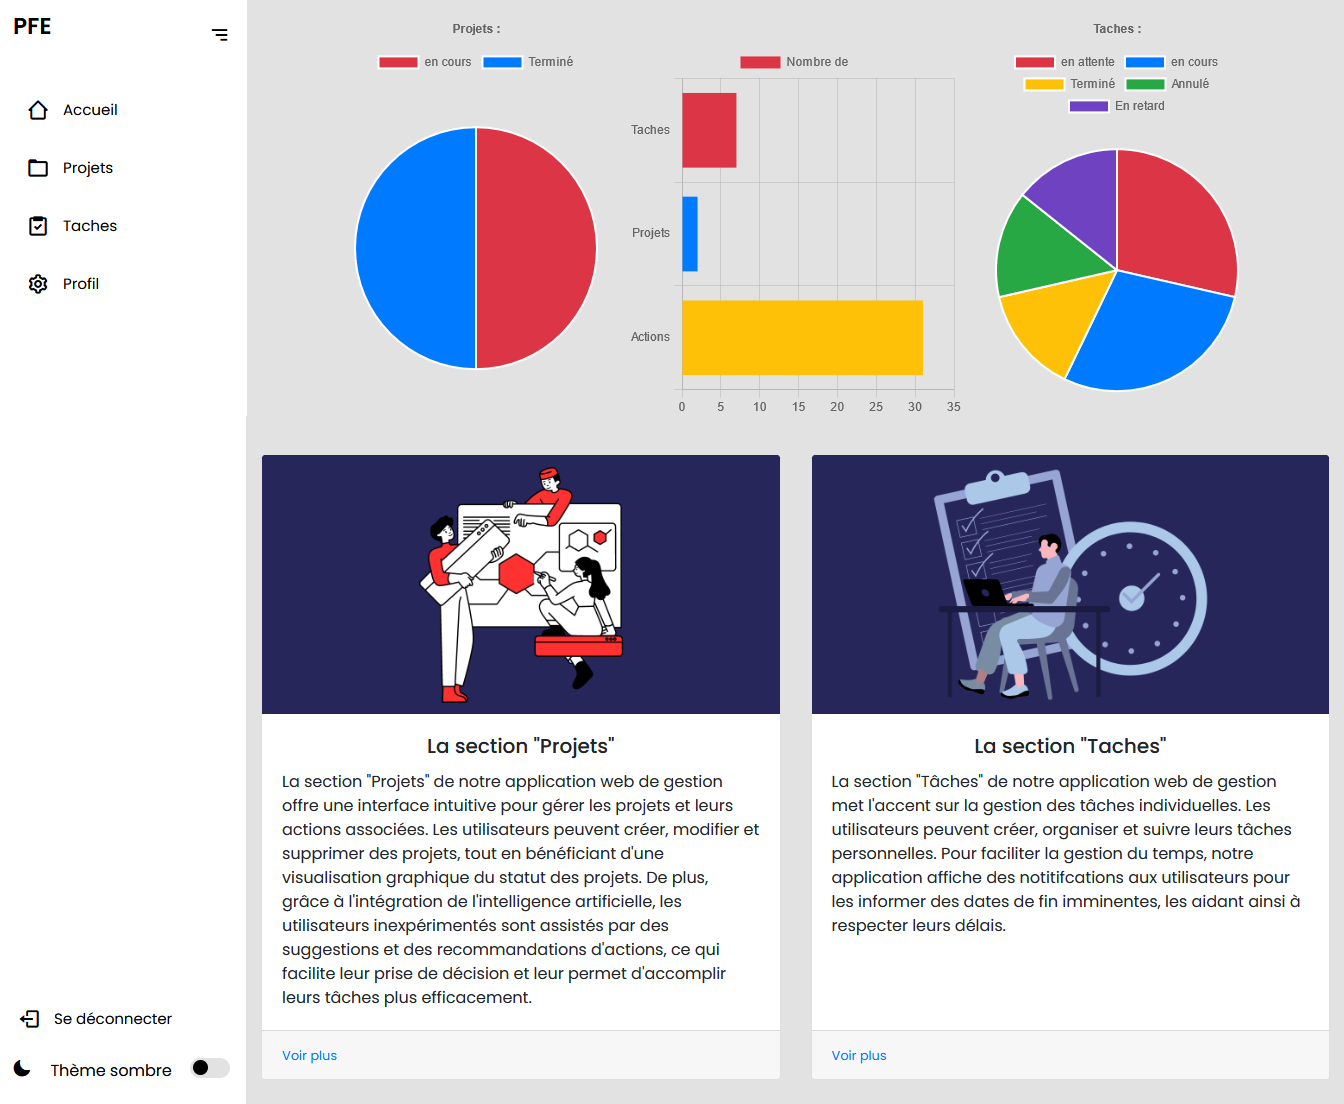 PFE
Accueil
Projets
Taches
Profil
Se déconnecter
Thème sombre
Projets :
en cours
Terminé
Nombre de
Taches
Projets
Actions
0 5 10 15 20 25 30 35
Taches :
en attente
en cours
Terminé
Annulé
En retard
La section "Projets"
La section "Projets" de notre application web de gestion
offre une interface intuitive pour gérer les projets et leurs
actions associées. Les utilisateurs peuvent créer, modifier et
supprimer des projets, tout en bénéficiant d'une
visualisation graphique du statut des projets. De plus,
grâce à l'intégration de l'intelligence artificielle, les
utilisateurs inexpérimentés sont assistés par des
suggestions et des recommandations d'actions, ce qui
facilite leur prise de décision et leur permet d'accomplir
leurs tâches plus efficacement.
Voir plus
La section "Taches"
La section "Tâches" de notre application web de gestion
met l'accent sur la gestion des tâches individuelles. Les
utilisateurs peuvent créer, organiser et suivre leurs tâches
personnelles. Pour faciliter la gestion du temps, notre
application affiche des notitifcations aux utilisateurs pour
les informer des dates de fin imminentes, les aidant ainsi à
respecter leurs délais.
Voir plus